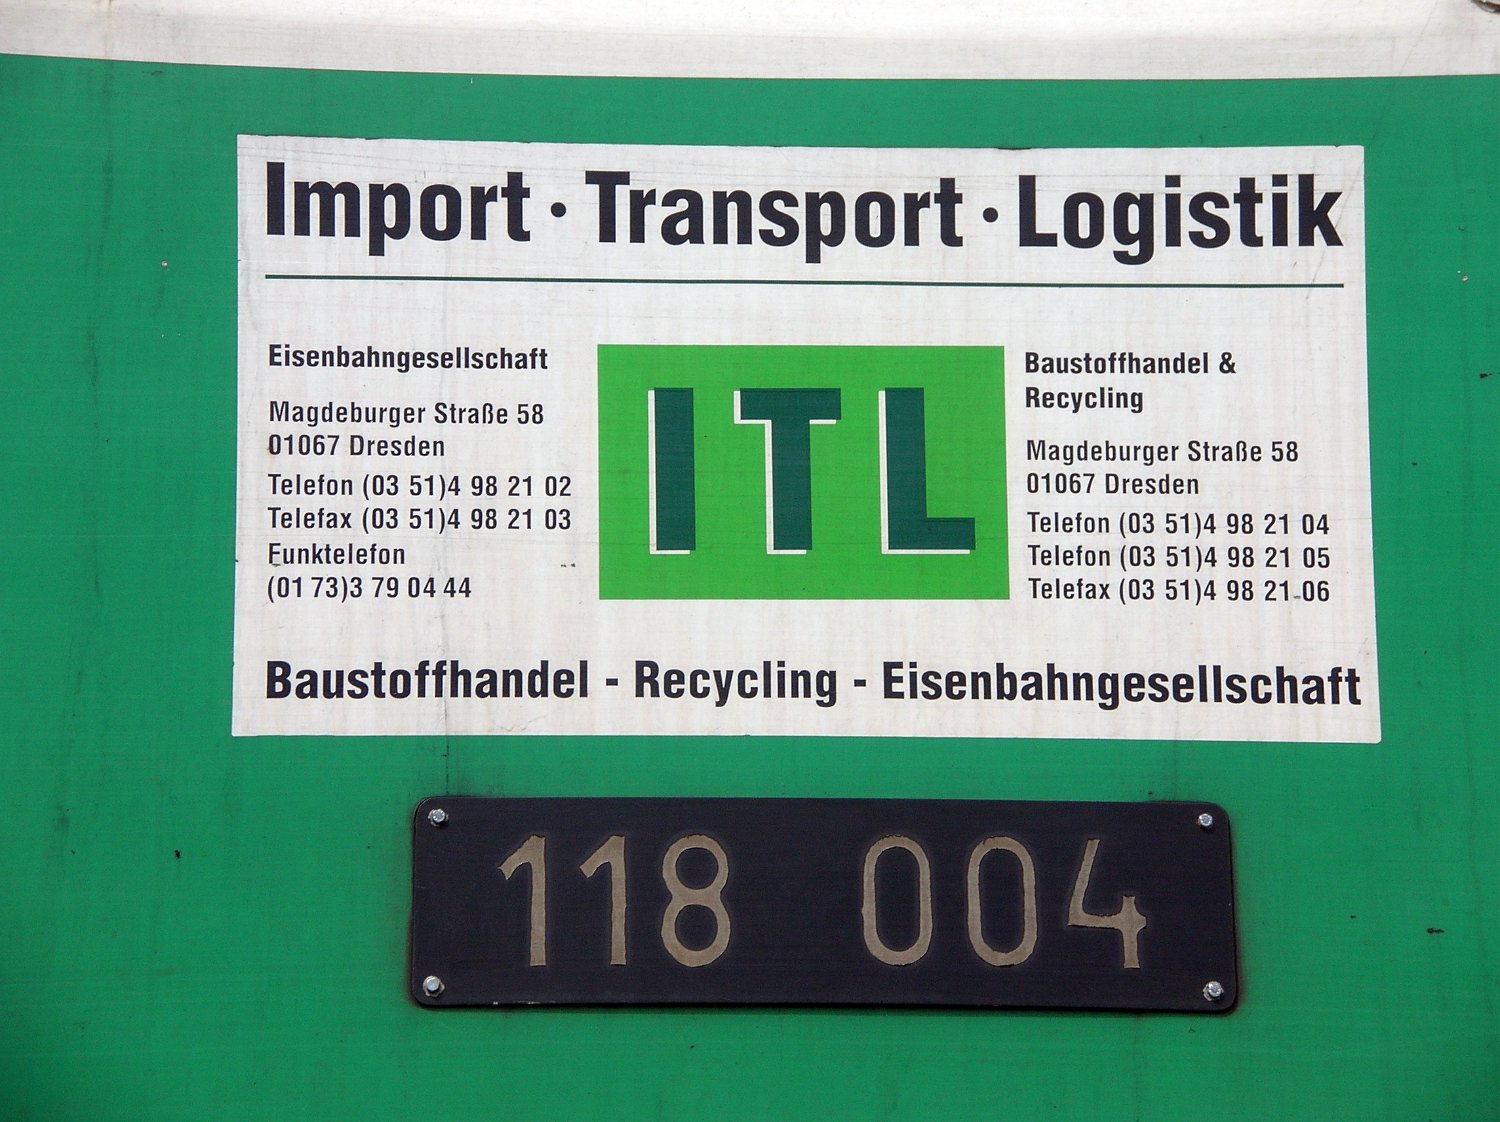 Import · Transport · Logistik
Eisenbahngesellschaft
Magdeburger Straße 58
01067 Dresden
Telefon (03 51)4 98 21 02
Telefax (03 51)4 98 21 03
Eunktelefon
(01 73)3 79 04 44
ITL
Baustoffhandel &
Recycling
Magdeburger Straße 58
01067 Dresden
Telefon (03 51)4 98 21 04
Telefon (03 51)4 98 21 05
Telefax (03 51)4 98 21 06
Baustoffhandel - Recycling - Eisenbahngesellschaft
118 004